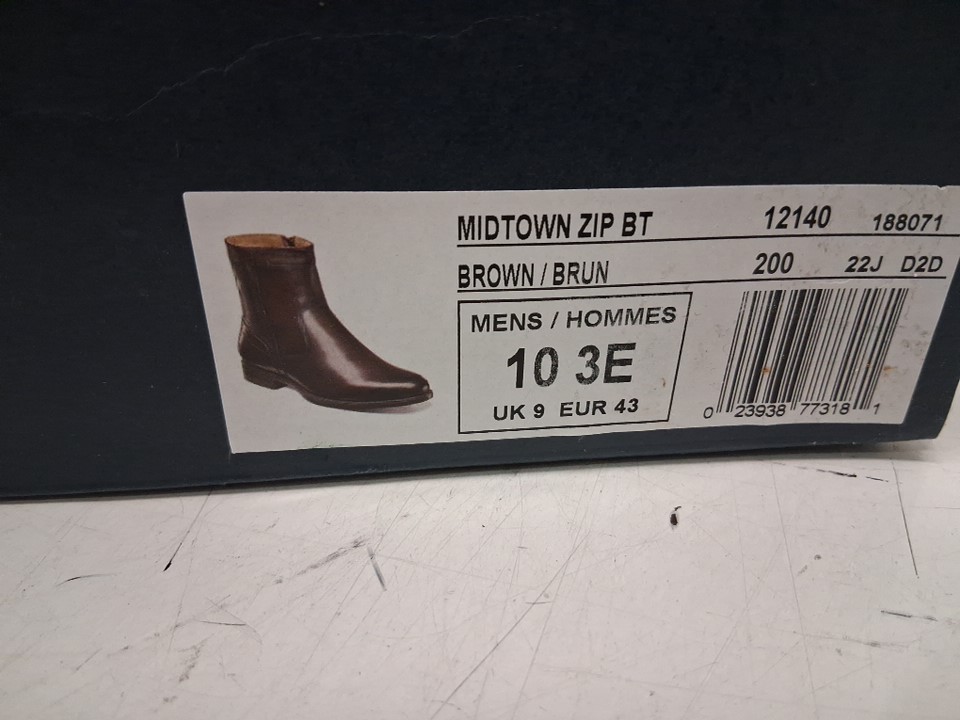 MIDTOWN ZIP BT 12140 188071
BROWN / BRUN 200 22J D2D
MENS / HOMMES
10 3E
UK 9 EUR 43
0 23938 77318 1